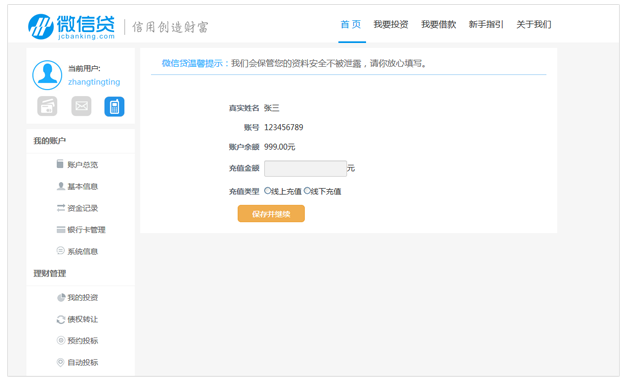 微信贷
jcbanking.com
信用创造财富
首 页 我要投资 我要借款 新手指引 关于我们
当前用户:
zhangtingting
我的账户
账户总览
基本信息
资金记录
银行卡管理
系统信息
理财管理
我的投资
债权转让
预约投标
自动投标
微信贷温馨提示：我们会保管您的资料安全不被泄露，请你放心填写。
真实姓名 张三
账号 123456789
账户余额 999.00元
充值金额 元
充值类型 线上充值 线下充值
保存并继续